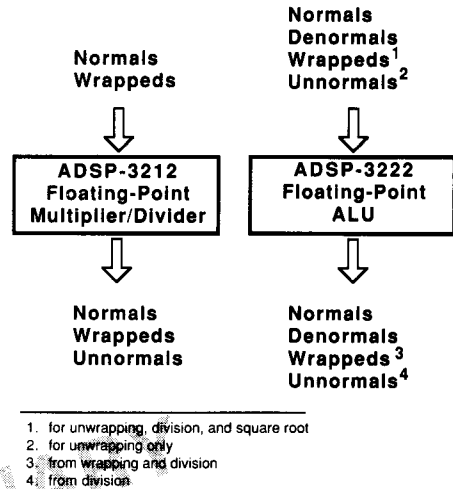 Normals
Wrappeds
ADSP-3212
Floating-Point
Multiplier/Divider
Normals
Wrappeds
Unnormals
Normals
Denormals
Wrappeds¹
Unnormals²
ADSP-3222
Floating-Point
ALU
Normals
Denormals
Wrappeds³
Unnormals⁴
1. for unwrapping, division, and square root
2. for unwrapping only
3. from wrapping and division
4. from division